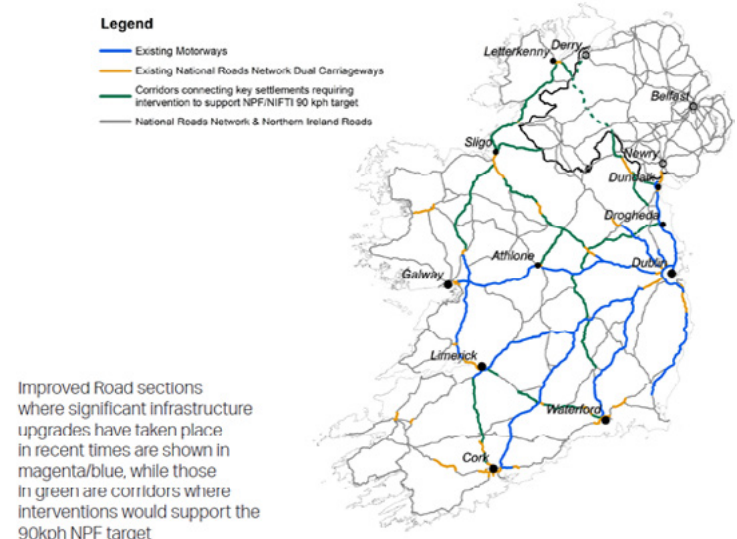 Legend
Existing Motorways
Existing National Roads Network Dual Carriageways
Corridors connecting key settlements requiring
intervention to support NPF/NIFTI 90 kph target
National Roads Network & Northern Ireland Roads
Derry
Letterkenny
Belfast
Sligo
Newry
Dundalk
Drogheda
Athlone
Dublin
Galway
Limerick
Waterford
Cork
Improved Road sections
where significant infrastructure
upgrades have taken place
in recent times are shown in
magenta/blue, while those
in green are corridors where
interventions would support the
90kph NPF target